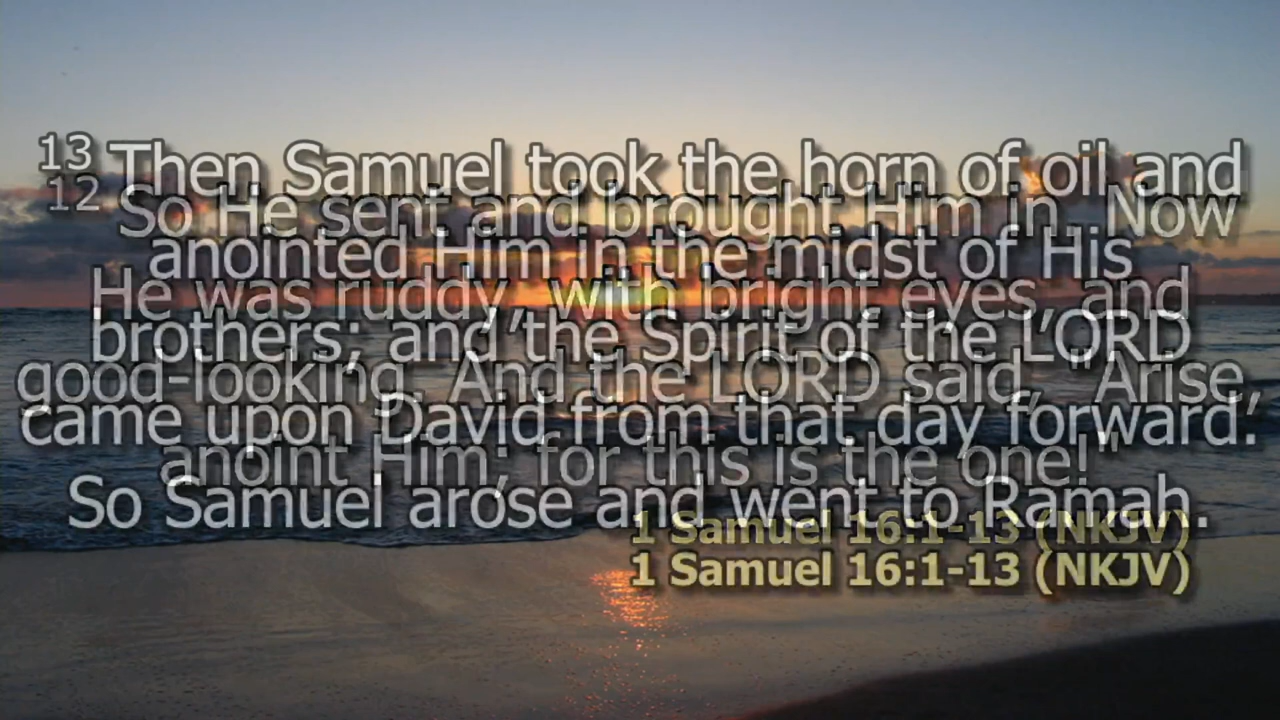 13 Then Samuel took the horn of oil and
12 So He sent and brought Him in. Now
anointed Him in the midst of His
He was ruddy, with bright eyes, and
brothers; and the Spirit of the LORD
good-looking. And the LORD said, "Arise,
came upon David from that day forward.
anoint Him; for this is the one!"
So Samuel arose and went to Ramah.
1 Samuel 16:1-13 (NKJV)
1 Samuel 16:1-13 (NKJV)